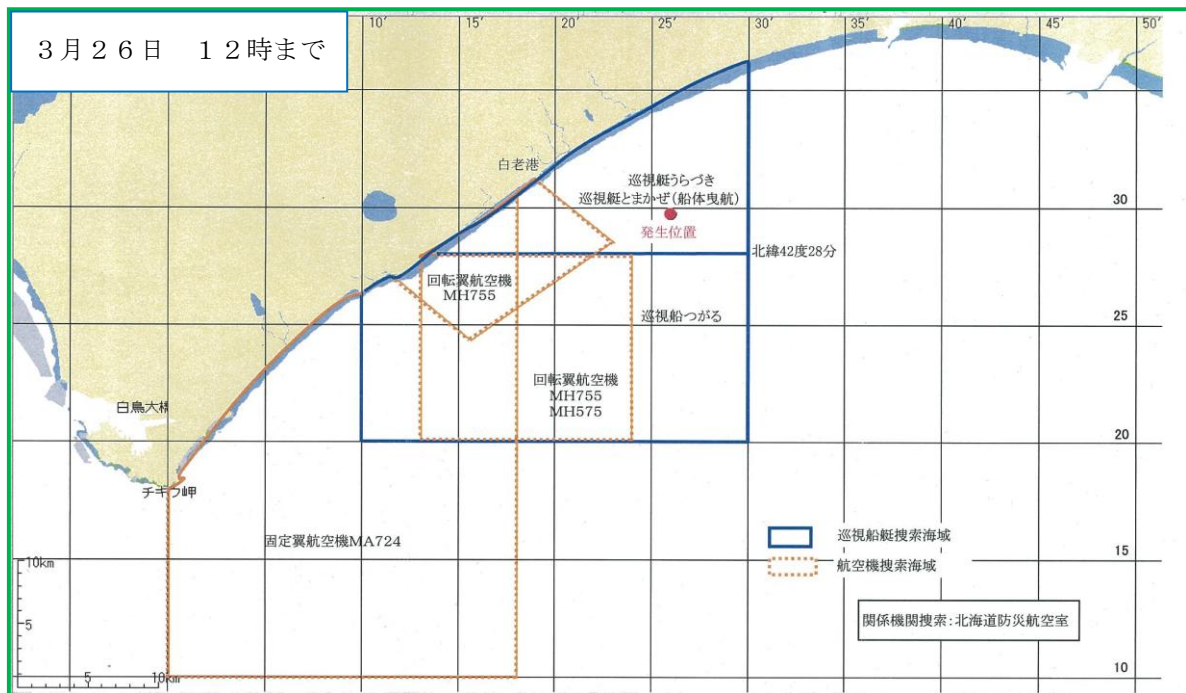 3月26日　12時まで
10′ 15′ 20′ 25′ 30′ 35′ 40′ 45′ 50′
白老港
巡視艇うらづき
巡視艇とまかぜ（船体曳航）
30
発生位置
北緯42度28分
回転翼航空機
MH755
巡視船つがる
25
回転翼航空機
MH755
MH575
白鳥大橋
20
チキウ岬
固定翼航空機MA724
巡視船艇捜索海域
15
10km
航空機捜索海域
関係機関捜索：北海道防災航空室
5
10
5 10km